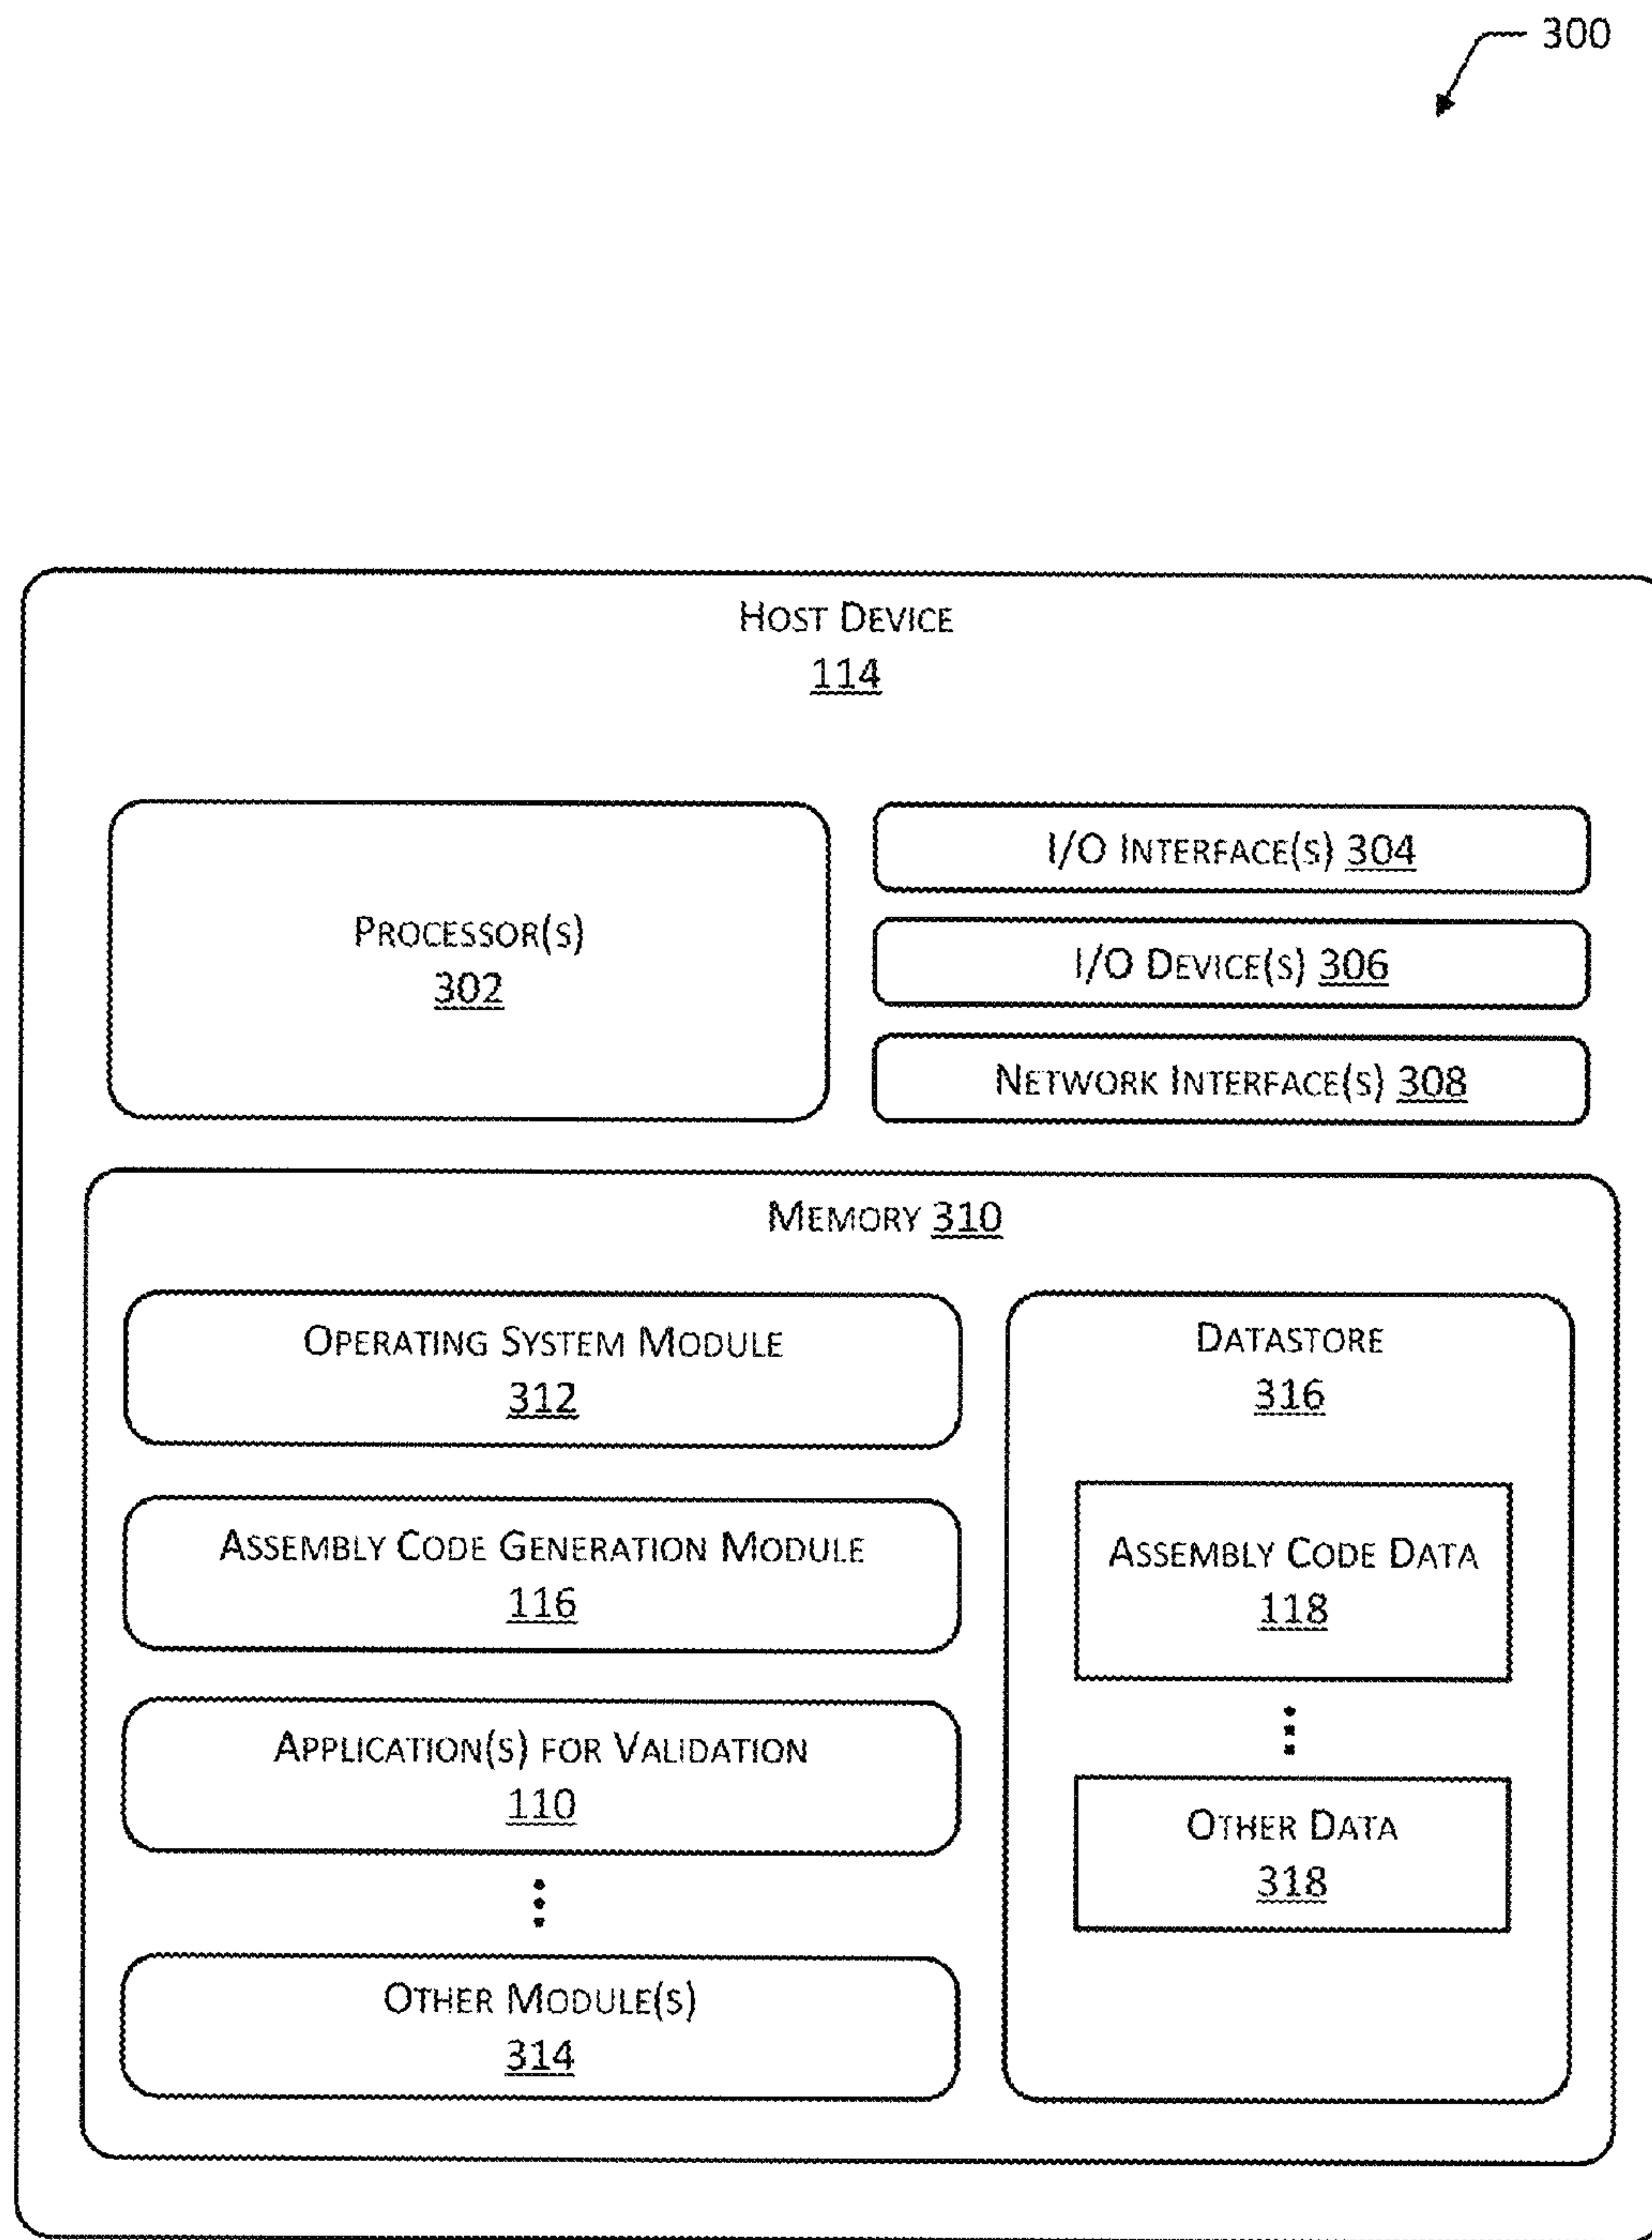 300
HOST DEVICE
114
PROCESSOR(S)
302
I/O INTERFACE(S) 304
I/O DEVICE(S) 306
NETWORK INTERFACE(S) 308
MEMORY 310
OPERATING SYSTEM MODULE
312
ASSEMBLY CODE GENERATION MODULE
116
APPLICATION(S) FOR VALIDATION
110
OTHER MODULE(S)
314
DATASTORE
316
ASSEMBLY CODE DATA
118
OTHER DATA
318